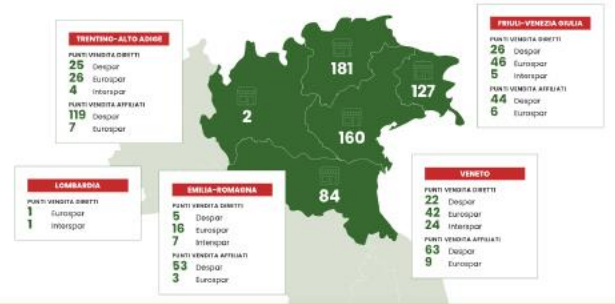 TRENTINO-ALTO ADIGE
PUNTI VENDITA DIRETTI
25 Despar
26 Eurospar
4 Interspar
PUNTI VENDITA AFFILIATI
119 Despar
7 Eurospar
FRIULI-VENEZIA GIULIA
PUNTI VENDITA DIRETTI
26 Despar
46 Eurospar
5 Interspar
PUNTI VENDITA AFFILIATI
44 Despar
6 Eurospar
181
127
2
160
84
LOMBARDIA
PUNTI VENDITA DIRETTI
1 Eurospar
1 Interspar
EMILIA-ROMAGNA
PUNTI VENDITA DIRETTI
5 Despar
16 Eurospar
7 Interspar
PUNTI VENDITA AFFILIATI
53 Despar
3 Eurospar
VENETO
PUNTI VENDITA DIRETTI
22 Despar
42 Eurospar
24 Interspar
PUNTI VENDITA AFFILIATI
63 Despar
9 Eurospar